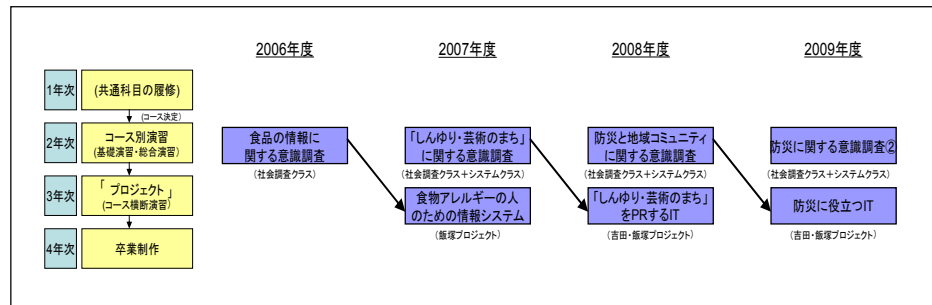 2006年度
2007年度
2008年度
2009年度
1年次
(共通科目の履修)
(コース決定)
2年次
コース別演習
(基礎演習・総合演習)
3年次
「 プロジェクト 」
(コース横断演習)
4年次
卒業制作
食品の情報に
関する意識調査
(社会調査クラス)
「しんゆり・芸術のまち」
に関する意識調査
(社会調査クラス+システムクラス)
食物アレルギーの人
のための情報システム
(飯塚プロジェクト)
防災と地域コミュニティ
に関する意識調査
(社会調査クラス+システムクラス)
「しんゆり・芸術のまち」
をPRするIT
(吉田・飯塚プロジェクト)
防災に関する意識調査②
(社会調査クラス+システムクラス)
防災に役立つIT
(吉田・飯塚プロジェクト)